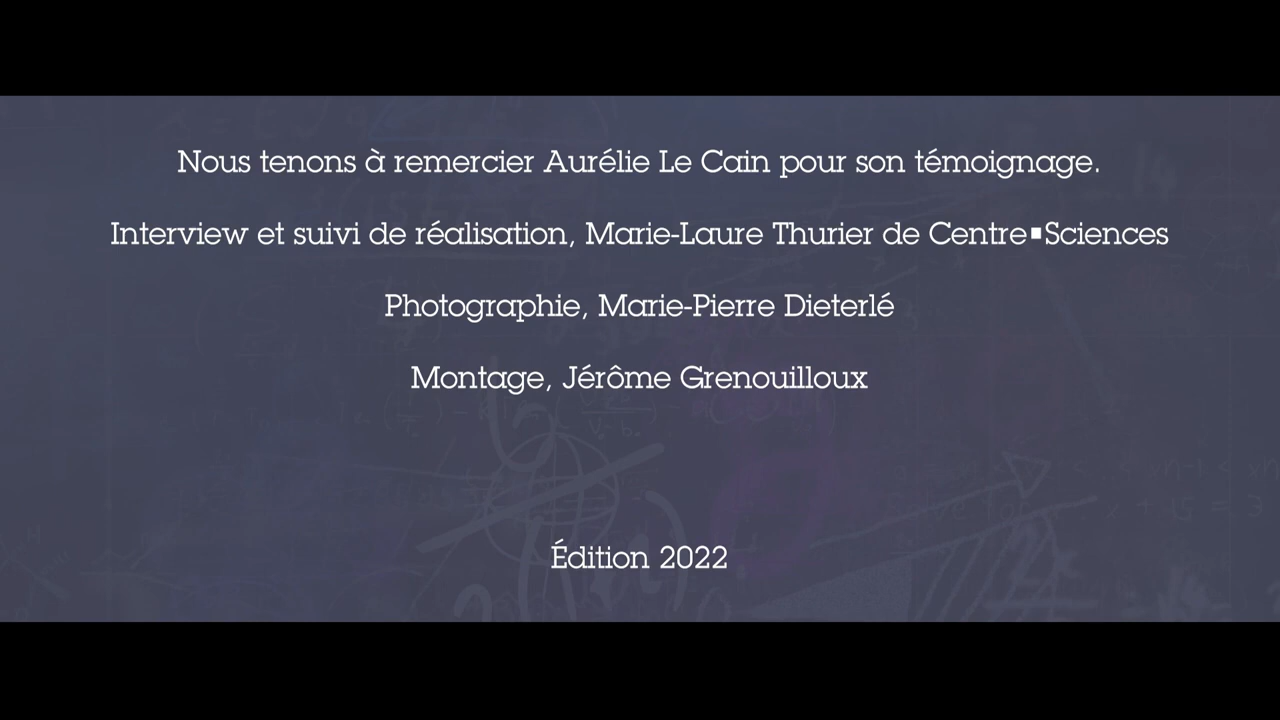 Nous tenons à remercier Aurélie Le Cain pour son témoignage.
Interview et suivi de réalisation, Marie-Laure Thurier de Centre▪Sciences
Photographie, Marie-Pierre Dieterlé
Montage, Jérôme Grenouilloux
Édition 2022